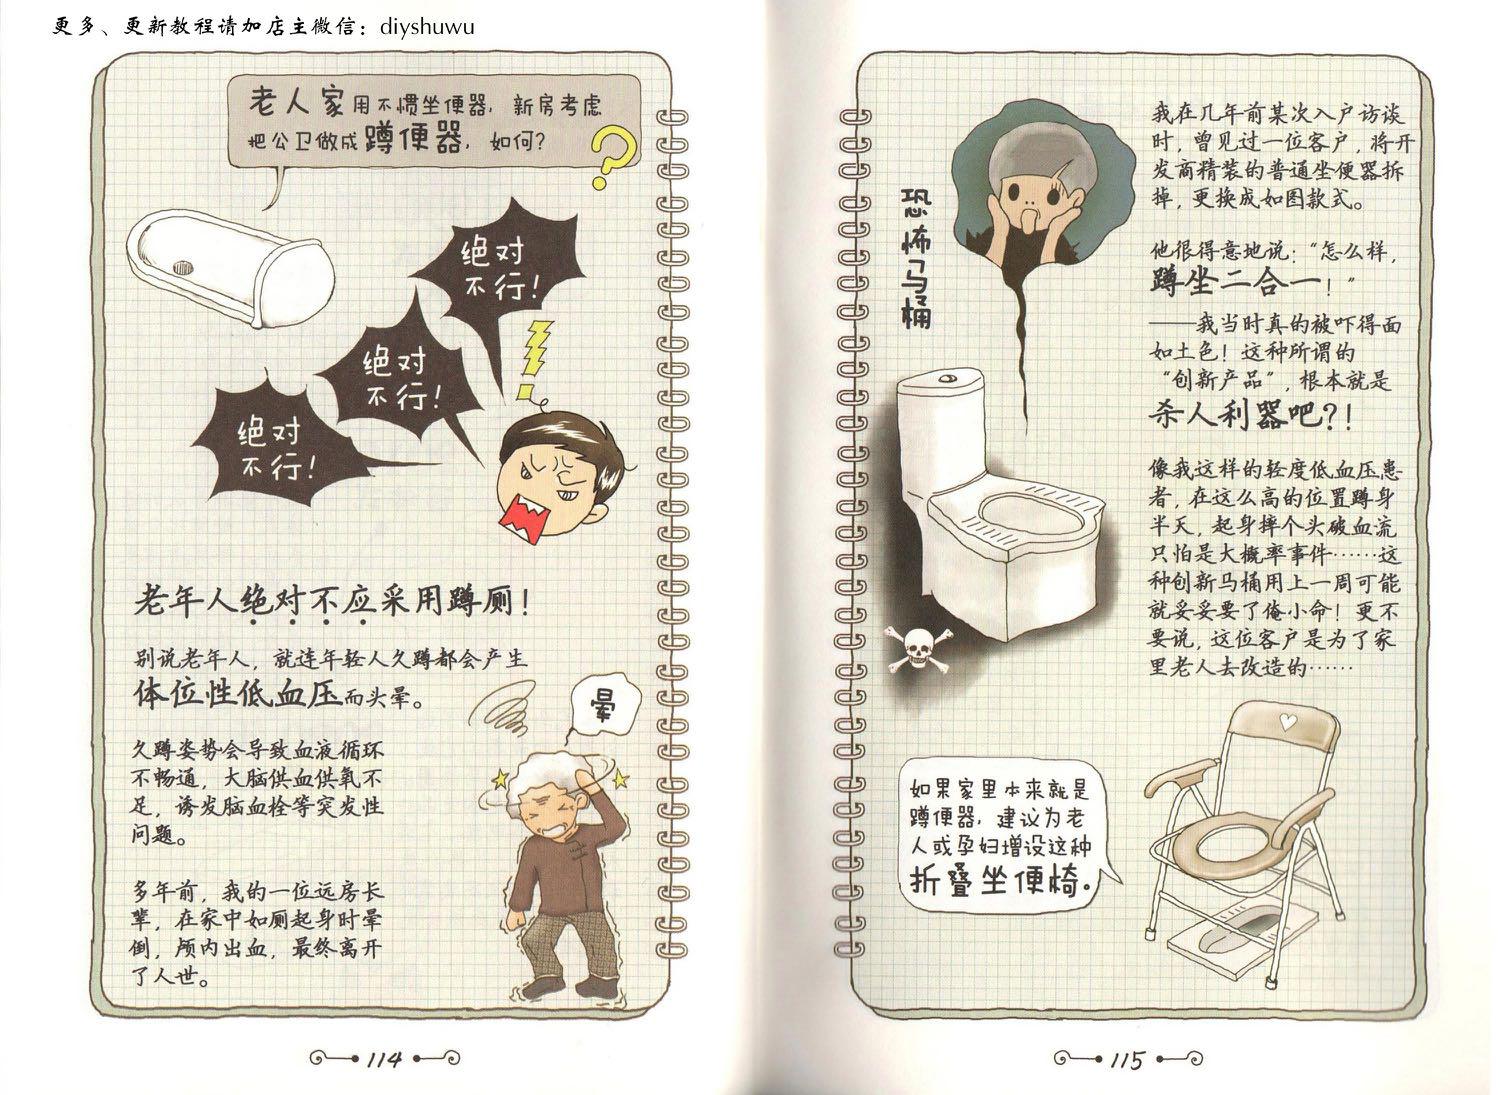 更多、更新教程请加店主微信：diyshuwu
老人家用不惯坐便器，新房考虑
把公卫做成蹲便器，如何？
?
绝对
不行！
绝对
不行！
绝对
不行！
老年人绝对不应采用蹲厕！
别说老年人，就连年轻人久蹲都会产生
体位性低血压而头晕。
晕
久蹲姿势会导致血液循环
不畅通，大脑供血供氧不
足，诱发脑血栓等突发性
问题。
多年前，我的一位远房长
辈，在家中如厕起身时晕
倒，颅内出血，最终离开
了人世。
114
恐怖马桶
我在几年前某次入户访谈
时，曾见过一位客户，将开
发商精装的普通坐便器拆
掉，更换成如图款式。
他很得意地说：“怎么样，
蹲坐二合一！”
——我当时真的被吓得面
如土色！这种所谓的
“创新产品”，根本就是
杀人利器吧？！
像我这样的轻度低血压患
者，在这么高的位置蹲身
半天，起身摔个头破血流
只怕是大概率事件……这
种创新马桶用上一周可能
就妥妥要了俺小命！更不
要说，这位客户是为了家
里老人去改造的……
如果家里本来就是
蹲便器，建议为老
人或孕妇增设这种
折叠坐便椅。
115